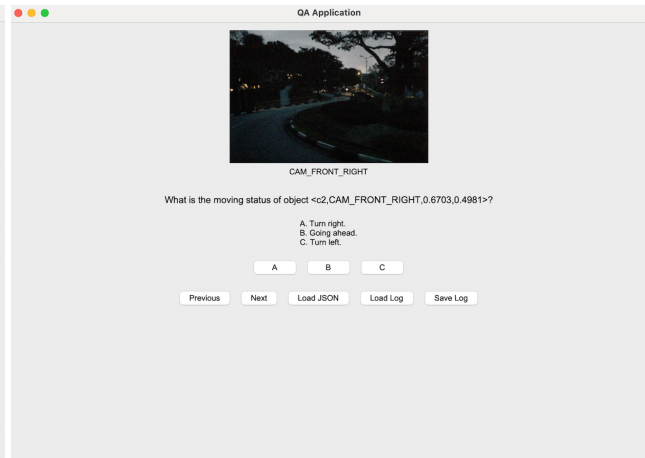 QA Application
CAM_FRONT_RIGHT
What is the moving status of object <c2,CAM_FRONT_RIGHT,0.6703,0.4981>?
A. Turn right.
B. Going ahead.
C. Turn left.
A B C
Previous Next Load JSON Load Log Save Log